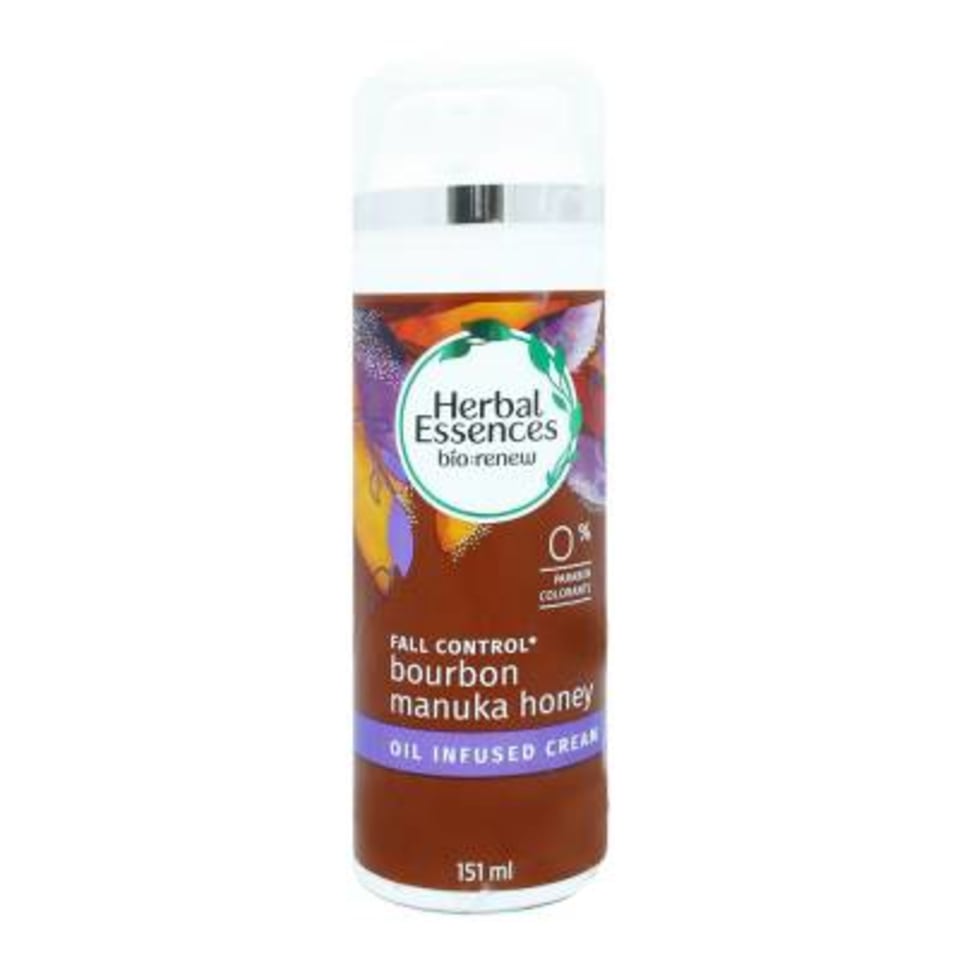 Herbal
Essences
bio:renew
0%
PARABEN
COLORANTS
FALL CONTROL*
bourbon
manuka honey
OIL INFUSED CREAM
151 ml